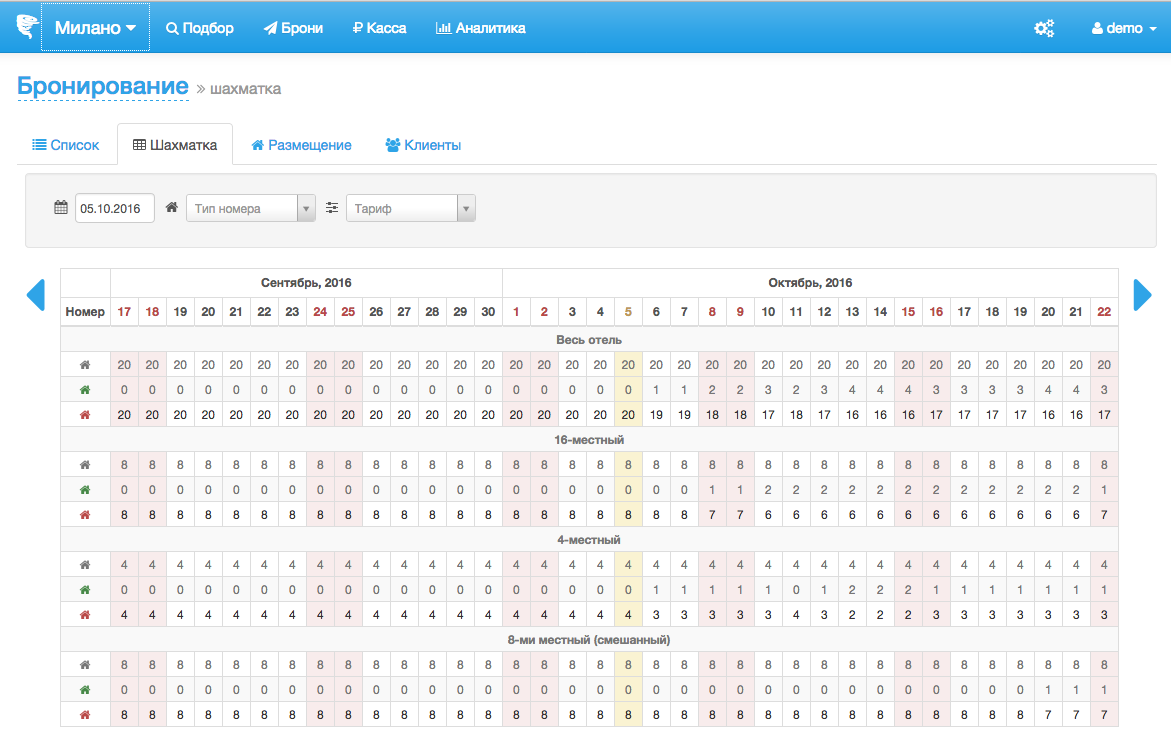 Милано Подбор Брони Касса Аналитика demo
Бронирование » шахматка
Список Шахматка Размещение Клиенты
05.10.2016 Тип номера Тариф
Сентябрь, 2016 Октябрь, 2016
Номер 17 18 19 20 21 22 23 24 25 26 27 28 29 30 1 2 3 4 5 6 7 8 9 10 11 12 13 14 15 16 17 18 19 20 21 22
Весь отель
20 20 20 20 20 20 20 20 20 20 20 20 20 20 20 20 20 20 20 20 20 20 20 20 20 20 20 20 20 20 20 20 20 20 20 20
0 0 0 0 0 0 0 0 0 0 0 0 0 0 0 0 0 0 0 1 1 2 2 3 2 3 4 4 4 3 3 3 3 4 4 3
20 20 20 20 20 20 20 20 20 20 20 20 20 20 20 20 20 20 20 19 19 18 18 17 18 17 16 16 16 17 17 17 17 16 16 17
16-местный
8 8 8 8 8 8 8 8 8 8 8 8 8 8 8 8 8 8 8 8 8 8 8 8 8 8 8 8 8 8 8 8 8 8 8 8
0 0 0 0 0 0 0 0 0 0 0 0 0 0 0 0 0 0 0 0 0 1 1 2 2 2 2 2 2 2 2 2 2 2 2 1
8 8 8 8 8 8 8 8 8 8 8 8 8 8 8 8 8 8 8 8 8 7 7 6 6 6 6 6 6 6 6 6 6 6 6 7
4-местный
4 4 4 4 4 4 4 4 4 4 4 4 4 4 4 4 4 4 4 4 4 4 4 4 4 4 4 4 4 4 4 4 4 4 4 4
0 0 0 0 0 0 0 0 0 0 0 0 0 0 0 0 0 0 0 1 1 1 1 1 0 1 2 2 2 1 1 1 1 1 1 1
4 4 4 4 4 4 4 4 4 4 4 4 4 4 4 4 4 4 4 3 3 3 3 3 4 3 2 2 2 3 3 3 3 3 3 3
8-ми местный (смешанный)
8 8 8 8 8 8 8 8 8 8 8 8 8 8 8 8 8 8 8 8 8 8 8 8 8 8 8 8 8 8 8 8 8 8 8 8
0 0 0 0 0 0 0 0 0 0 0 0 0 0 0 0 0 0 0 0 0 0 0 0 0 0 0 0 0 0 0 0 0 1 1 1
8 8 8 8 8 8 8 8 8 8 8 8 8 8 8 8 8 8 8 8 8 8 8 8 8 8 8 8 8 8 8 8 8 7 7 7